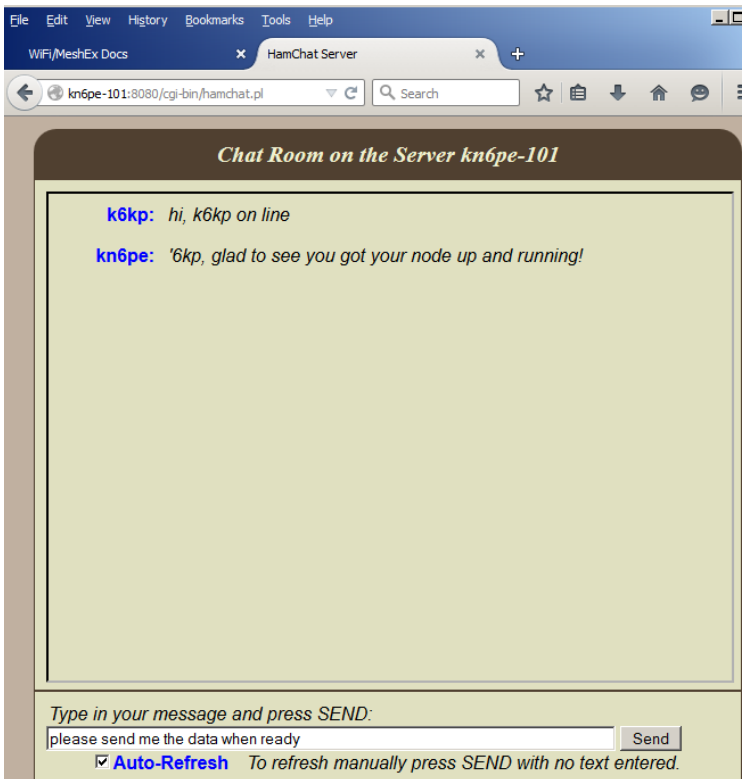 File Edit View History Bookmarks Tools Help
WiFi/MeshEx Docs × HamChat Server × +
kn6pe-101:8080/cgi-bin/hamchat.pl Search
Chat Room on the Server kn6pe-101
k6kp: hi, k6kp on line
kn6pe: '6kp, glad to see you got your node up and running!
Type in your message and press SEND:
please send me the data when ready Send
Auto-Refresh To refresh manually press SEND with no text entered.